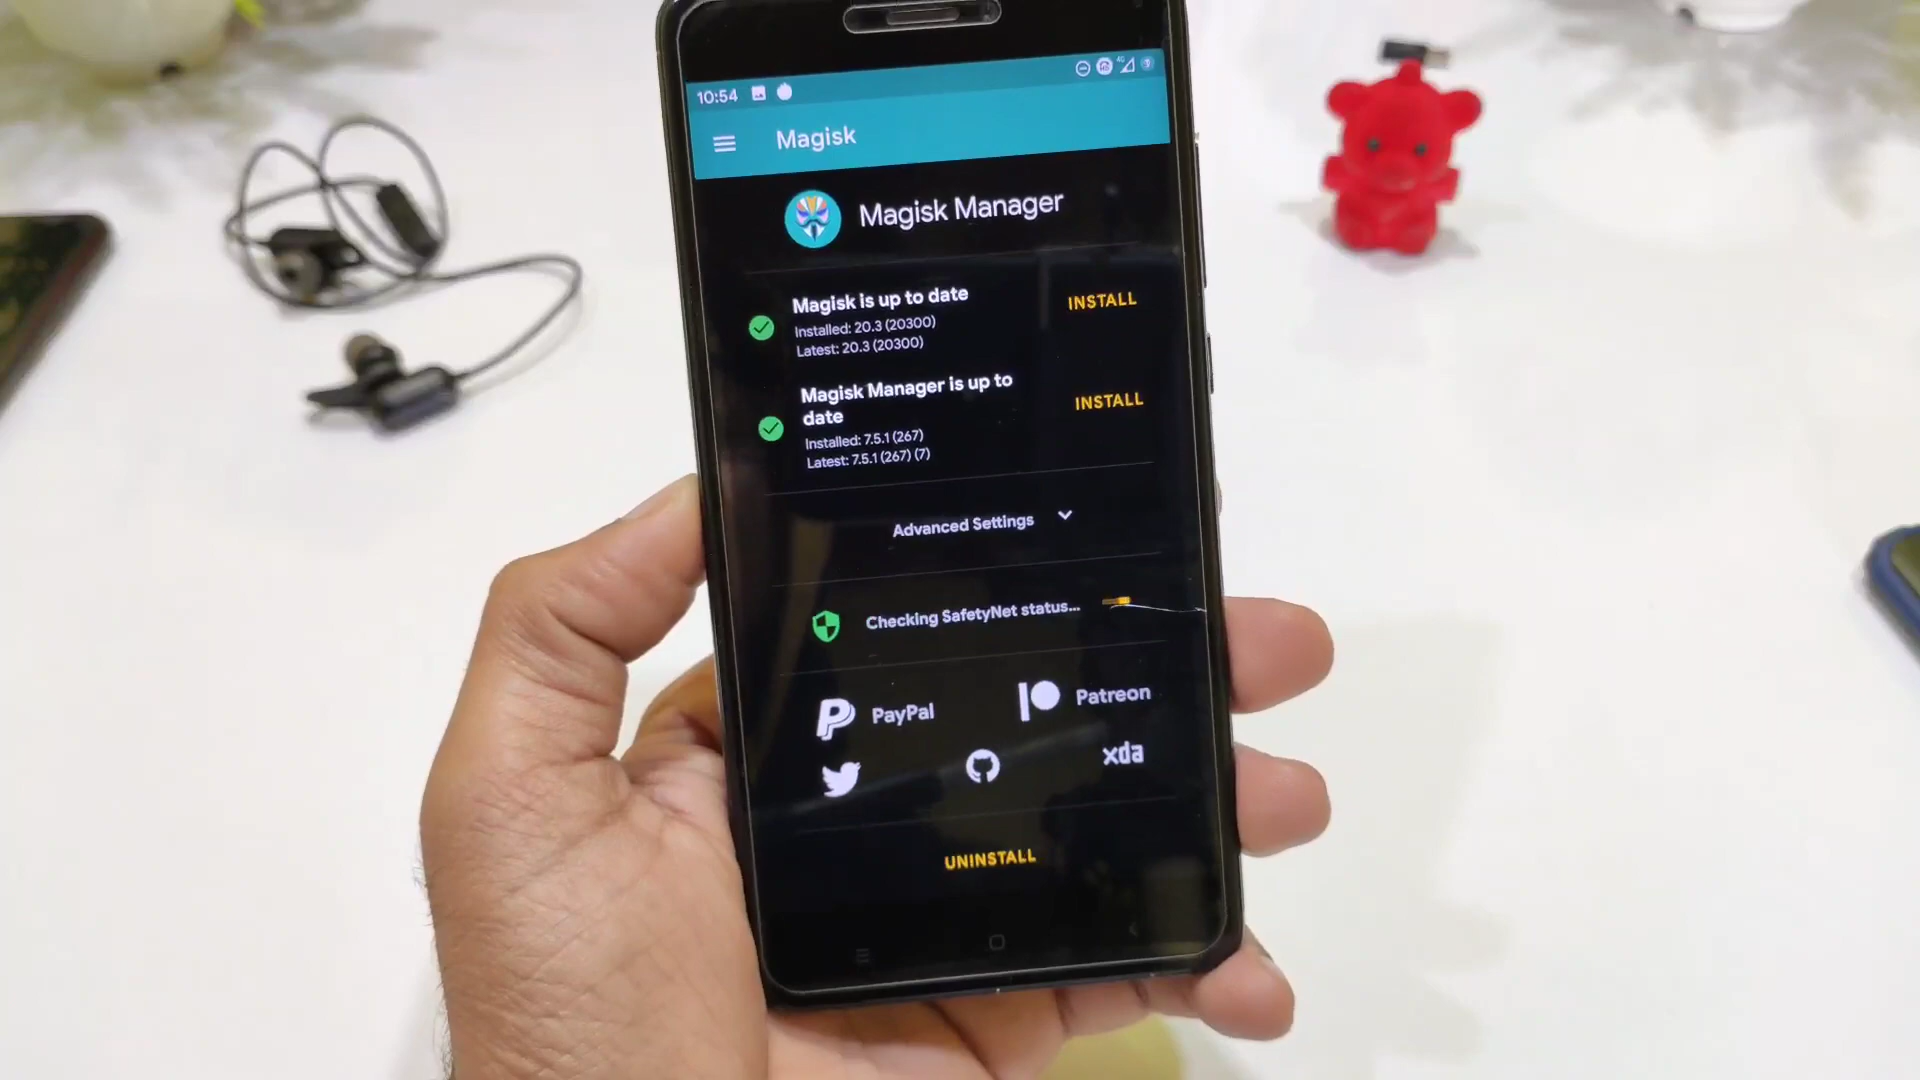 10:54
4G
Magisk
Magisk Manager
Magisk is up to date
INSTALL
Installed: 20.3 (20300)
Latest: 20.3 (20300)
Magisk Manager is up to
date
INSTALL
Installed: 7.5.1 (267)
Latest: 7.5.1 (267) (7)
Advanced Settings
Checking SafetyNet status...
PayPal
Patreon
xda
UNINSTALL